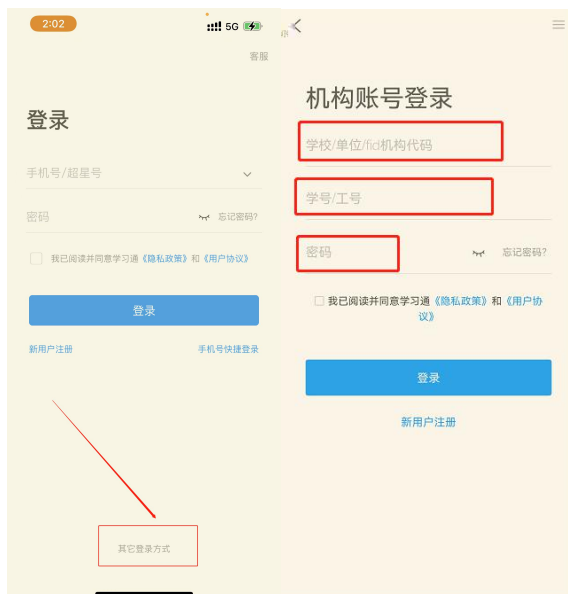 2:02
5G
客服
登录
手机号/超星号
密码
忘记密码?
我已阅读并同意学习通《隐私政策》和《用户协议》
登录
新用户注册
手机号快捷登录
其它登录方式
机构账号登录
学校/单位/fid机构代码
学号/工号
密码
忘记密码?
我已阅读并同意学习通《隐私政策》和《用户协
议》
登录
新用户注册